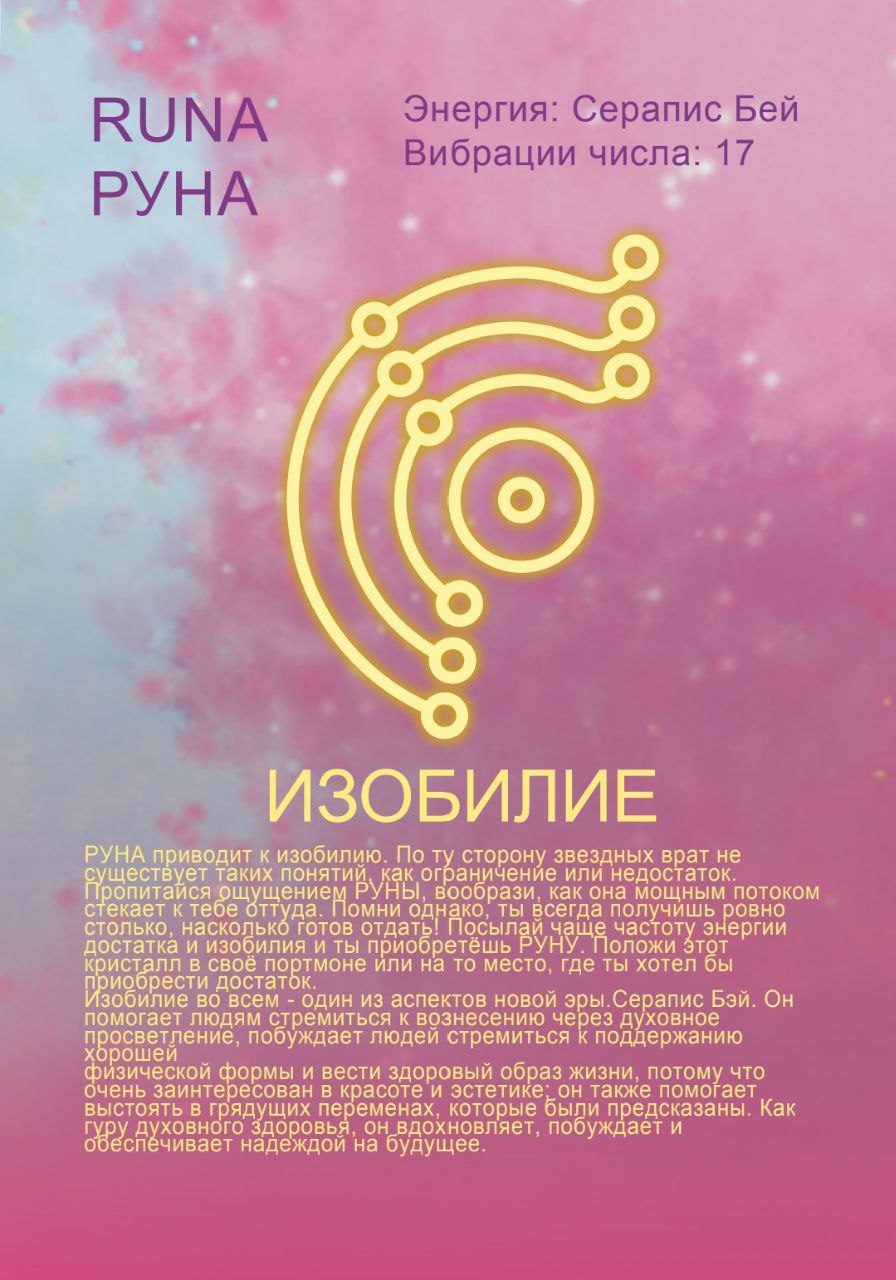 RUNA
РУНА
Энергия: Серапис Бей
Вибрации числа: 17
ИЗОБИЛИЕ
РУНА приводит к изобилию. По ту сторону звездных врат не
существует таких понятий, как ограничение или недостаток.
Пропитайся ощущением РУНЫ, вообрази, как она мощным потоком
стекает к тебе оттуда. Помни однако, ты всегда получишь ровно
столько, насколько готов отдать! Посылай чаще частоту энергии
достатка и изобилия и ты приобретёшь РУНУ. Положи этот
кристалл в своё портмоне или на то место, где ты хотел бы
приобрести достаток.
Изобилие во всем - один из аспектов новой эры.Серапис Бэй. Он
помогает людям стремиться к вознесению через духовное
просветление, побуждает людей стремиться к поддержанию
хорошей
физической формы и вести здоровый образ жизни, потому что
очень заинтересован в красоте и эстетике; он также помогает
выстоять в грядущих переменах, которые были предсказаны. Как
гуру духовного здоровья, он вдохновляет, побуждает и
обеспечивает надеждой на будущее.